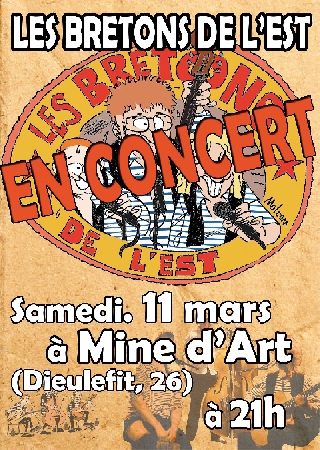 LES BRETONS DE L'EST
LES BRETONS
EN CONCERT
DE L'EST
Samedi. 11 mars
à Mine d'Art
(Dieulefit, 26)
à 21h